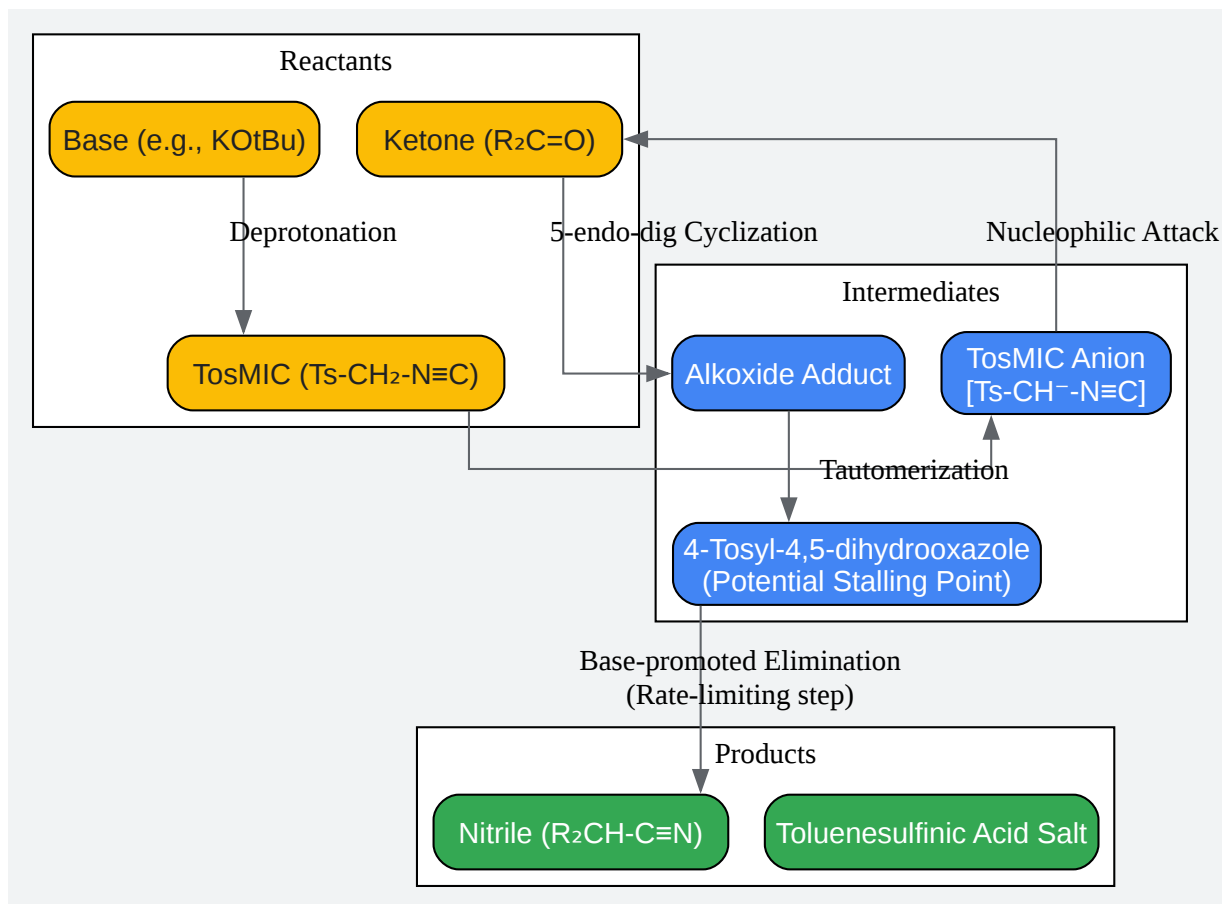 Reactants
Base (e.g., KOtBu)
Ketone (R₂C=O)
Deprotonation
5-endo-dig Cyclization
Nucleophilic Attack
Intermediates
TosMIC (Ts-CH₂-N≡C)
Alkoxide Adduct
TosMIC Anion
[Ts-CH⁻-N≡C]
Tautomerization
4-Tosyl-4,5-dihydrooxazole
(Potential Stalling Point)
Base-promoted Elimination
(Rate-limiting step)
Products
Nitrile (R₂CH-C≡N)
Toluenesulfinic Acid Salt